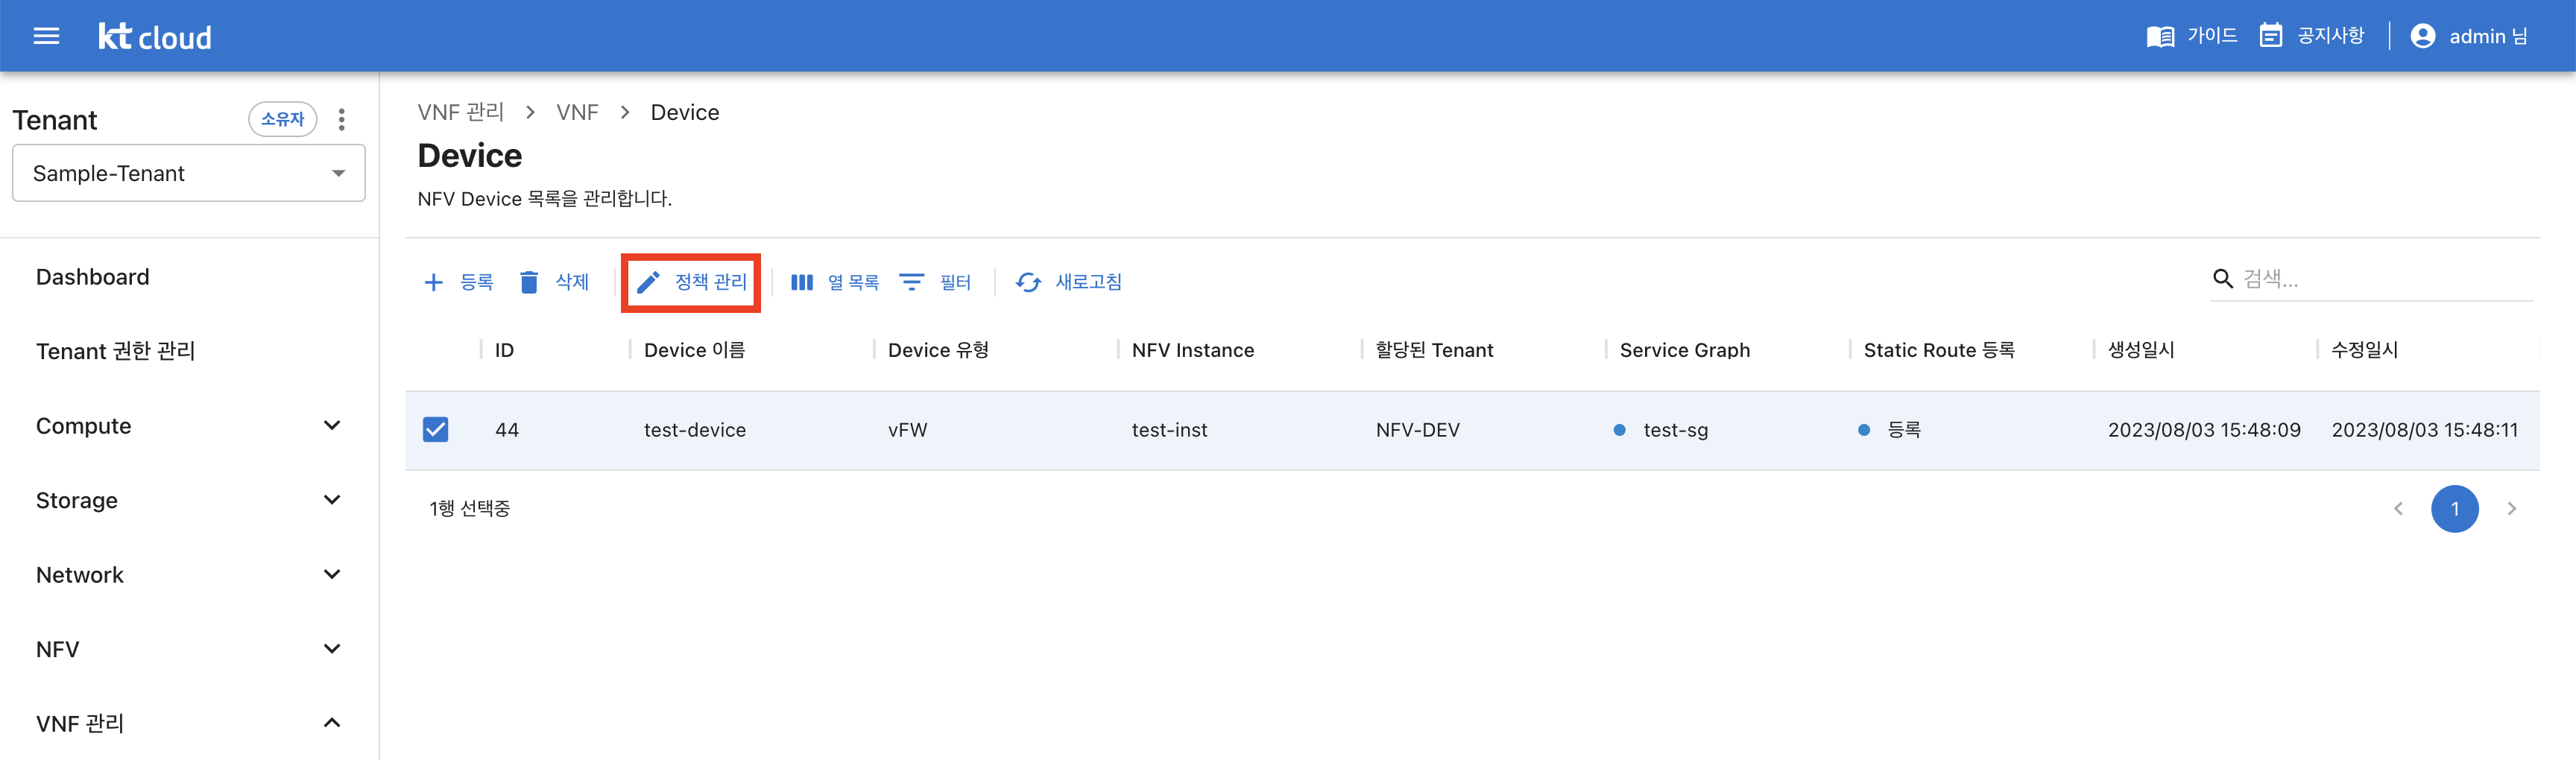 kt cloud
가이드
공지사항
admin 님
Tenant
소유자
Sample-Tenant
Dashboard
Tenant 권한 관리
Compute
Storage
Network
NFV
VNF 관리
VNF 관리 > VNF > Device
Device
NFV Device 목록을 관리합니다.
등록 삭제 정책 관리 열 목록 필터 새로고침
검색...
ID Device 이름 Device 유형 NFV Instance 할당된 Tenant Service Graph Static Route 등록 생성일시 수정일시
44 test-device vFW test-inst NFV-DEV test-sg 등록 2023/08/03 15:48:09 2023/08/03 15:48:11
1행 선택중
1